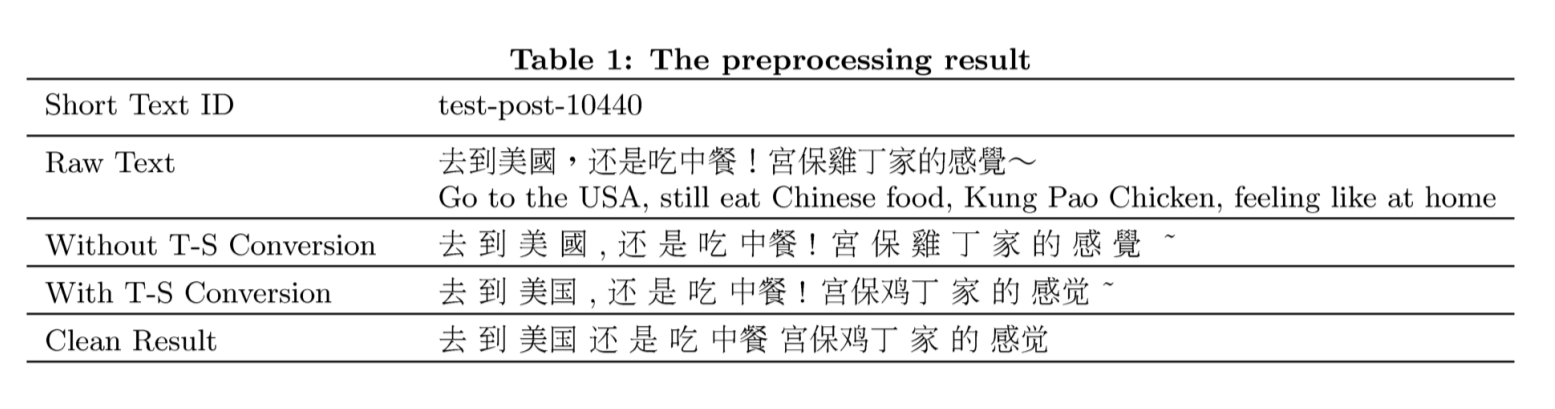 Table 1: The preprocessing result
Short Text ID test-post-10440
Raw Text 去到美國，还是吃中餐！宮保雞丁家的感覺～
Go to the USA, still eat Chinese food, Kung Pao Chicken, feeling like at home
Without T-S Conversion 去 到 美 國 , 还 是 吃 中餐 ! 宮 保 雞 丁 家 的 感 覺 ~
With T-S Conversion 去 到 美国 , 还 是 吃 中餐 ! 宫保鸡丁 家 的 感觉 ~
Clean Result 去 到 美国 还 是 吃 中餐 宫保鸡丁 家 的 感觉